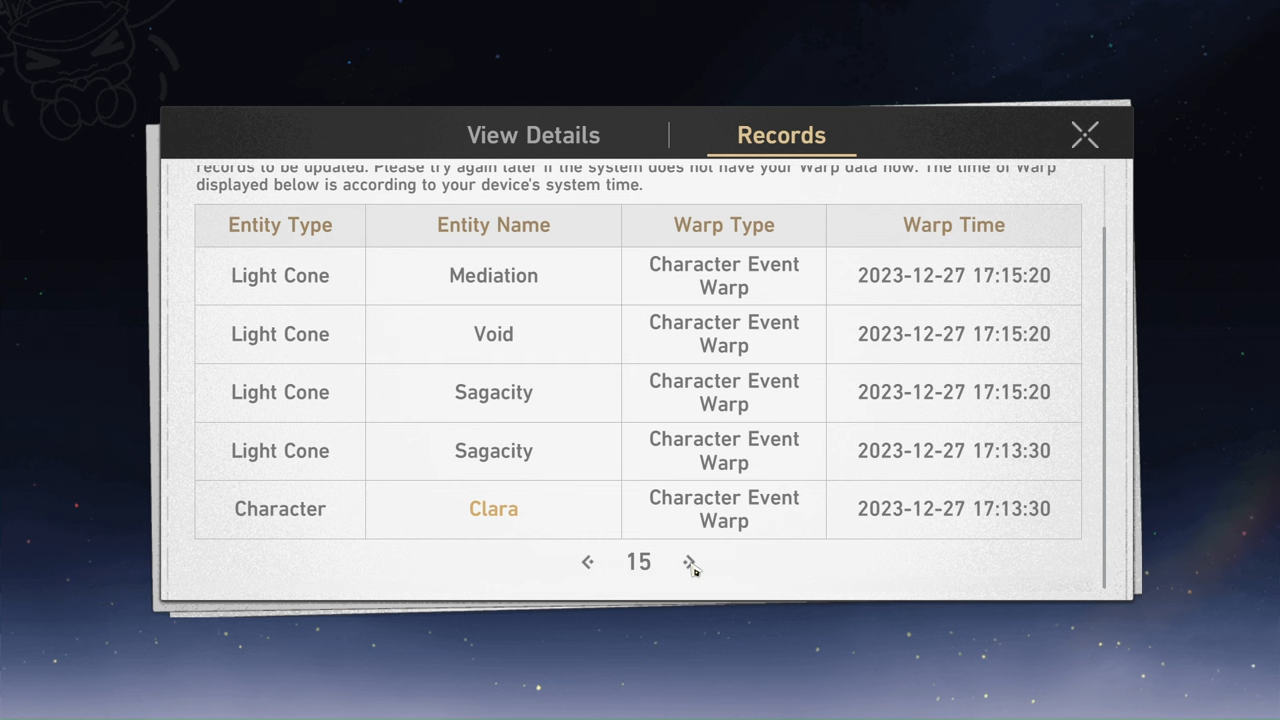 View Details
Records
records to be updated. Please try again later if the system does not have your Warp data now. The time of Warp
displayed below is according to your device's system time.
Entity Type Entity Name Warp Type Warp Time
Light Cone Mediation Character Event Warp 2023-12-27 17:15:20
Light Cone Void Character Event Warp 2023-12-27 17:15:20
Light Cone Sagacity Character Event Warp 2023-12-27 17:15:20
Light Cone Sagacity Character Event Warp 2023-12-27 17:13:30
Character Clara Character Event Warp 2023-12-27 17:13:30
15